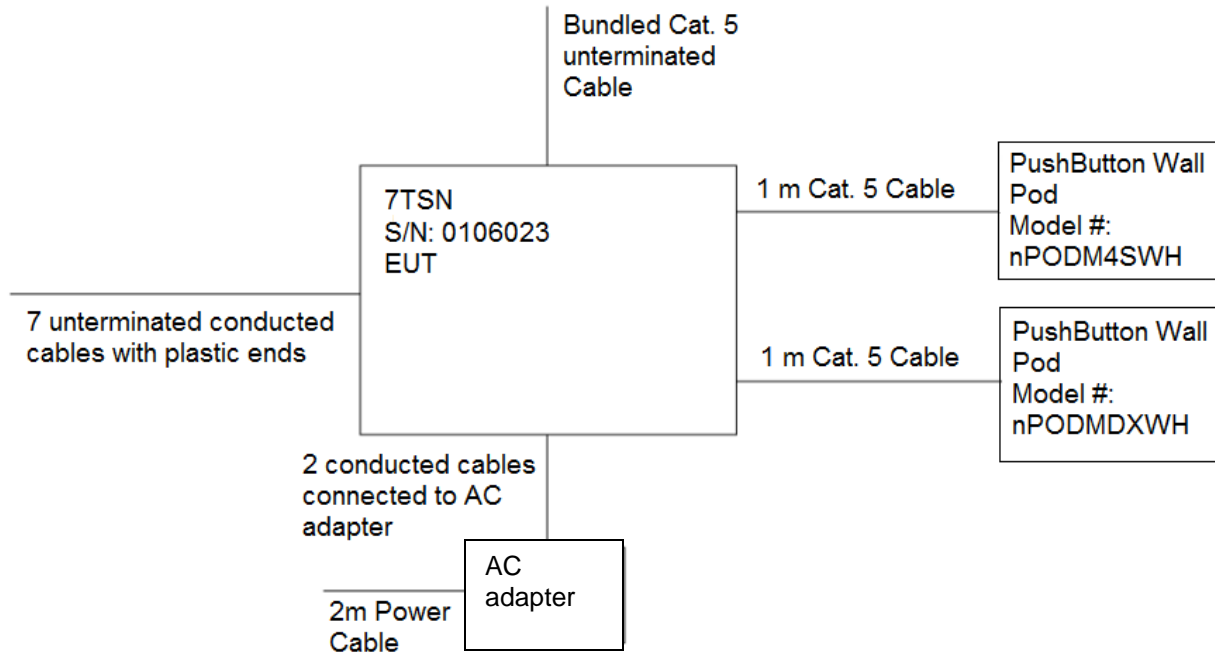 Bundled Cat. 5
unterminated
Cable
7TSN
S/N: 0106023
EUT
1 m Cat. 5 Cable
PushButton Wall
Pod
Model #:
nPODM4SWH
7 unterminated conducted
cables with plastic ends
1 m Cat. 5 Cable
PushButton Wall
Pod
Model #:
nPODMDXWH
2 conducted cables
connected to AC
adapter
AC
adapter
2m Power
Cable